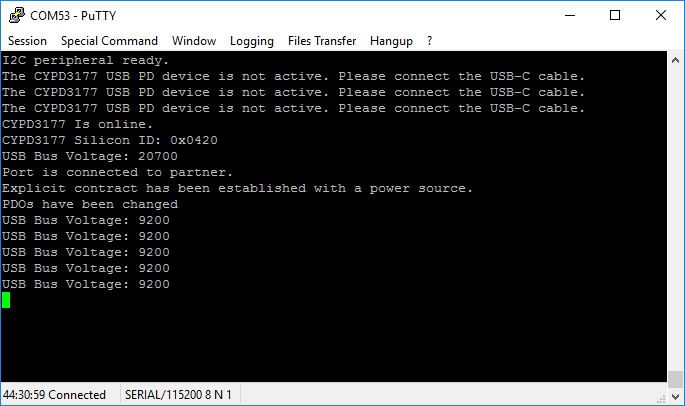 COM53 - PuTTY
Session Special Command Window Logging Files Transfer Hangup ?
I2C peripheral ready.
The CYPD3177 USB PD device is not active. Please connect the USB-C cable.
The CYPD3177 USB PD device is not active. Please connect the USB-C cable.
The CYPD3177 USB PD device is not active. Please connect the USB-C cable.
CYPD3177 Is online.
CYPD3177 Silicon ID: 0x0420
USB Bus Voltage: 20700
Port is connected to partner.
Explicit contract has been established with a power source.
PDOs have been changed
USB Bus Voltage: 9200
USB Bus Voltage: 9200
USB Bus Voltage: 9200
USB Bus Voltage: 9200
USB Bus Voltage: 9200
44:30:59 Connected SERIAL/115200 8 N 1